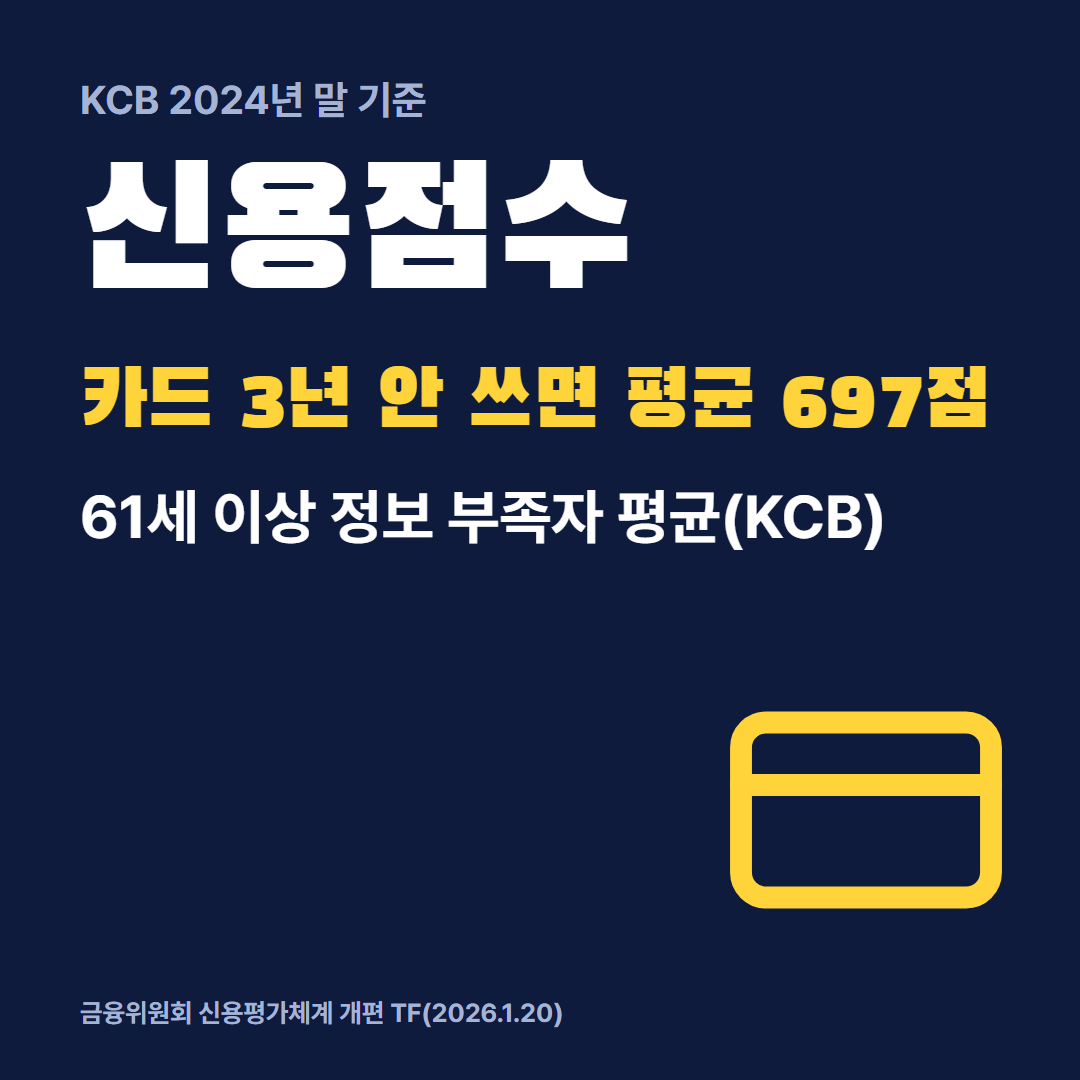 KCB 2024년 말 기준
신용점수
카드 3년 안 쓰면 평균 697점
61세 이상 정보 부족자 평균(KCB)
금융위원회 신용평가체계 개편 TF(2026.1.20)